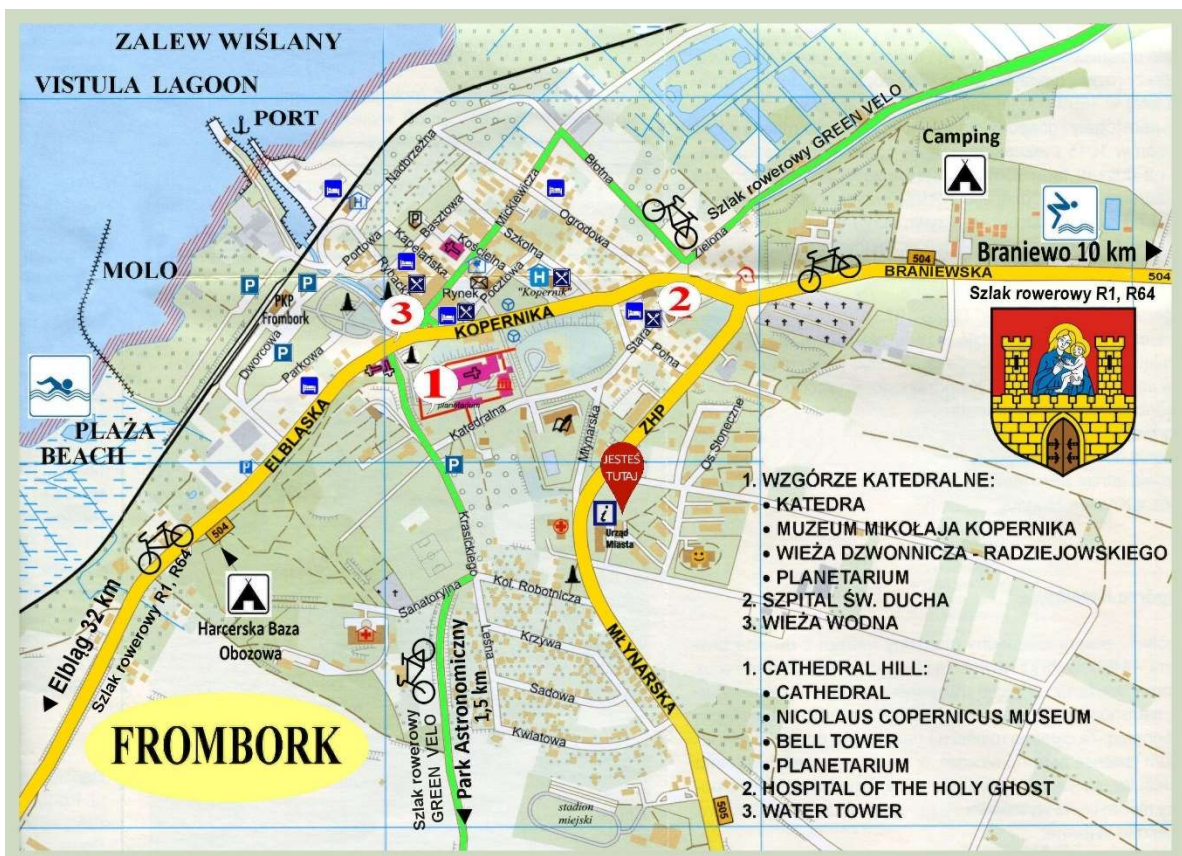 ZALEW WIŚLANY
VISTULA LAGOON
PORT
MOLO
PLAŻA
BEACH
Nadbrzeżna
Portowa
Rybacka
Kapelańska
Basztowa
Kościelna
Mickiewicza
Szkolna
Pocztowa
Rynek
"Kopernik"
Ogrodowa
Błotna
Zielona
Szlak rowerowy GREEN VELO
Camping
Braniewo 10 km
504
BRANIEWSKA
504
Szlak rowerowy R1, R64
P
P
P
P
P
P
H
H
PKP
Frombork
Dworcowa
Parkowa
3
KOPERNIKA
2
Stara
Polna
1
planetarium
Katedralna
ELBLĄSKA
Młynarska
ZHP
Os.Słoneczne
JESTEŚ
TUTAJ
i
Urząd
Miasta
Krasickiego
Sanatoryjna
Kol. Robotnicza
Leśna
Krzywa
Sadowa
Kwiatowa
MŁYNARSKA
505
stadion
miejski
504
Elbląg 32 km
Szlak rowerowy R1, R64
Harcerska Baza
Obozowa
Szlak rowerowy
GREEN VELO
Park Astronomiczny
1,5 km
FROMBORK
1. WZGÓRZE KATEDRALNE:
• KATEDRA
• MUZEUM MIKOŁAJA KOPERNIKA
• WIEŻA DZWONNICZA - RADZIEJOWSKIEGO
• PLANETARIUM
2. SZPITAL ŚW. DUCHA
3. WIEŻA WODNA
1. CATHEDRAL HILL:
• CATHEDRAL
• NICOLAUS COPERNICUS MUSEUM
• BELL TOWER
• PLANETARIUM
2. HOSPITAL OF THE HOLY GHOST
3. WATER TOWER